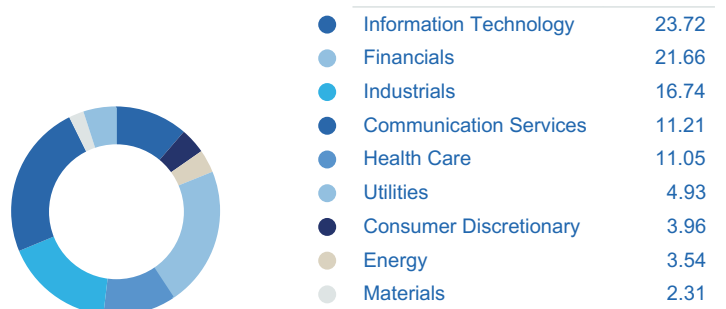 Information Technology 23.72
Financials 21.66
Industrials 16.74
Communication Services 11.21
Health Care 11.05
Utilities 4.93
Consumer Discretionary 3.96
Energy 3.54
Materials 2.31